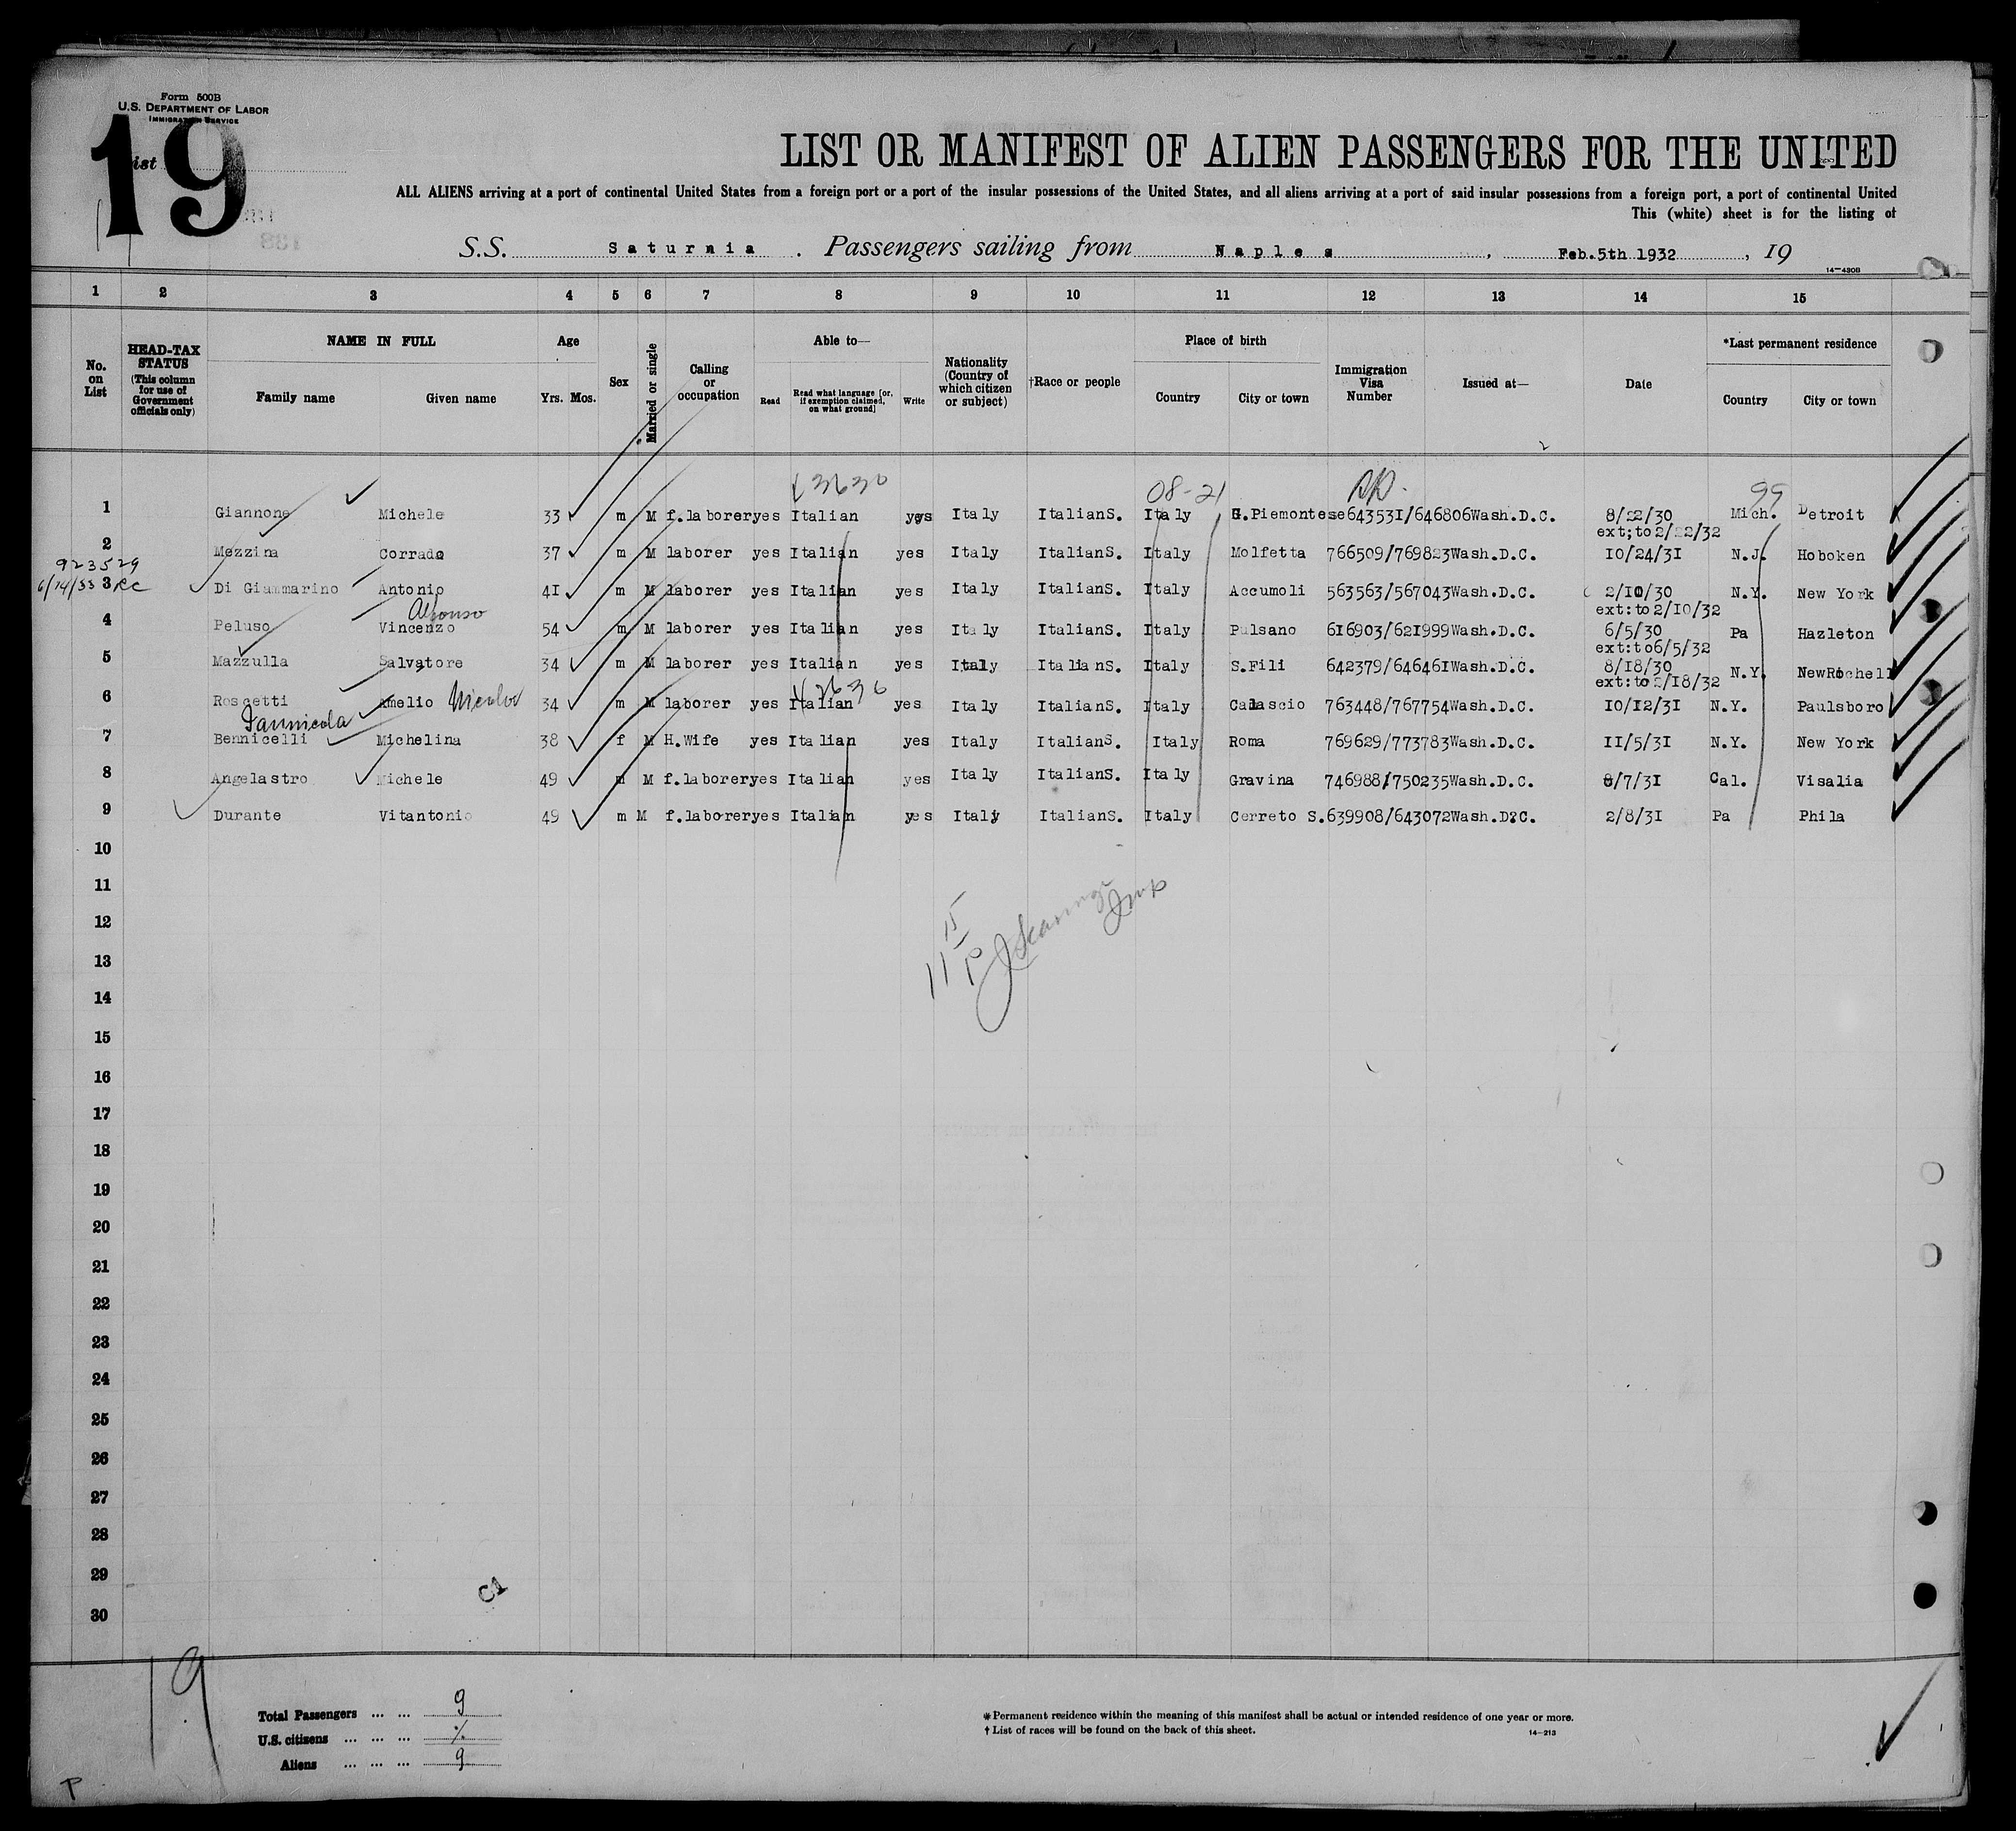 Form 500B
U.S. DEPARTMENT OF LABOR
IMMIGRATION SERVICE
19
LIST OR MANIFEST OF ALIEN PASSENGERS FOR THE UNITED
ALL ALIENS arriving at a port of continental United States from a foreign port or a port of the insular possessions of the United States, and all aliens arriving at a port of said insular possessions from a foreign port, a port of continental United
This (white) sheet is for the listing of
S.S. Saturnia . Passengers sailing from Naples , Feb.5th 1932 , 19
14—430B
1 2 3 4 5 6 7 8 9 10 11 12 13 14 15
No. on List
HEAD-TAX STATUS (This column for use of Government officials only)
NAME IN FULL
Family name Given name
Age
Yrs. Mos.
Sex
Married or single
Calling or occupation
Able to—
Read Read what language [or, if exemption claimed, on what ground] Write
Nationality (Country of which citizen or subject)
†Race or people
Place of birth
Country City or town
Immigration Visa Number
Issued at—
Date
*Last permanent residence
Country City or town
08-21 99
1 Giannone Michele 33 m M f.laborer yes Italian yes Italy ItalianS. Italy S.Piemontese 643531/646806 Wash.D.C. 8/22/30 Mich. Detroit
ext;to 2/22/32
2 Mezzina Corrado 37 m M laborer yes Italian yes Italy ItalianS. Italy Molfetta 766509/769823 Wash.D.C. 10/24/31 N.J. Hoboken
923529
6/14/33 RC
3 Di Giammarino Antonio 41 m M laborer yes Italian yes Italy ItalianS. Italy Accumoli 563563/567043 Wash.D.C. 2/10/30 N.Y. New York
ext:to 2/10/32
Alfonso
4 Peluso Vincenzo 54 m M laborer yes Italian yes Italy ItalianS. Italy Pulsano 616903/621999 Wash.D.C. 6/5/30 Pa Hazleton
ext:to6/5/32
5 Mazzulla Salvatore 34 m M laborer yes Italian yes Italy ItalianS. Italy S.Fili 642379/646461 Wash.D.C. 8/18/30 N.Y. NewRochell
ext:to 2/18/32
6 Roscetti Amelio Nicola 34 m M laborer yes Italian yes Italy ItalianS. Italy Calascio 763448/767754 Wash.D.C. 10/12/31 N.Y. Paulsboro
Iannicola
7 Bennicelli Michelina 38 f M H.Wife yes Italian yes Italy ItalianS. Italy Roma 769629/773783 Wash.D.C. 11/5/31 N.Y. New York
8 Angelastro Michele 49 m M f.laborer yes Italian yes Italy ItalianS. Italy Gravina 746988/750235 Wash.D.C. 8/7/31 Cal. Visalia
9 Durante Vitantonio 49 m M f.laborer yes Italian yes Italy ItalianS. Italy Cerreto S. 639908/643072 Wash.D?C. 2/8/31 Pa Phila
10
11
12
13
14
15
16
17
18
19
20
21
22
23
24
25
26
27
28
29
30
19
Total Passengers ... ... 9
U.S. citizens ... ... ... %
Aliens ... ... ... 9
* Permanent residence within the meaning of this manifest shall be actual or intended residence of one year or more.
† List of races will be found on the back of this sheet.
14—213
P